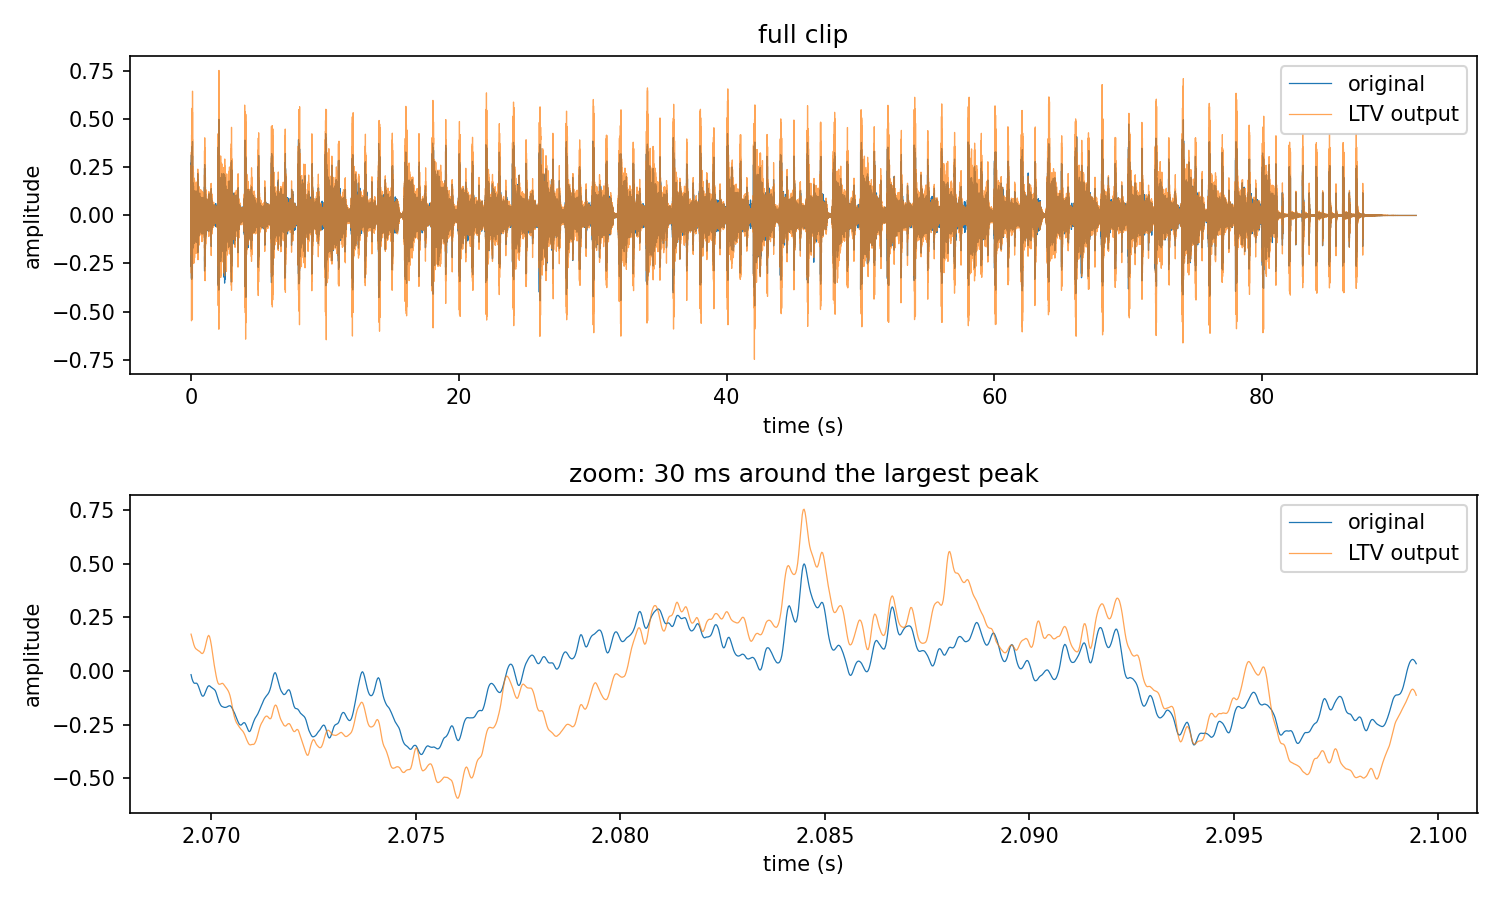 full clip
amplitude
0.75
0.50
0.25
0.00
−0.25
−0.50
−0.75
original
LTV output
0 20 40 60 80
time (s)
zoom: 30 ms around the largest peak
amplitude
0.75
0.50
0.25
0.00
−0.25
−0.50
original
LTV output
2.070 2.075 2.080 2.085 2.090 2.095 2.100
time (s)